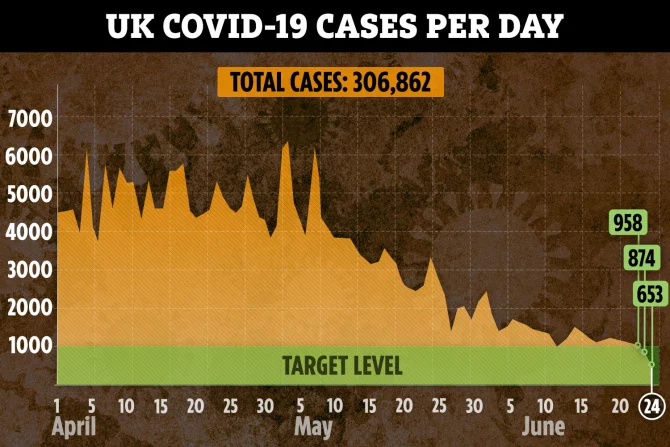 UK COVID-19 CASES PER DAY
TOTAL CASES: 306,862
7000
6000
5000
4000
3000
2000
1000
958
874
653
TARGET LEVEL
1 5 10 15 20 23 30 5 10 15 20 25 30 5 10 15 20 24
April May June